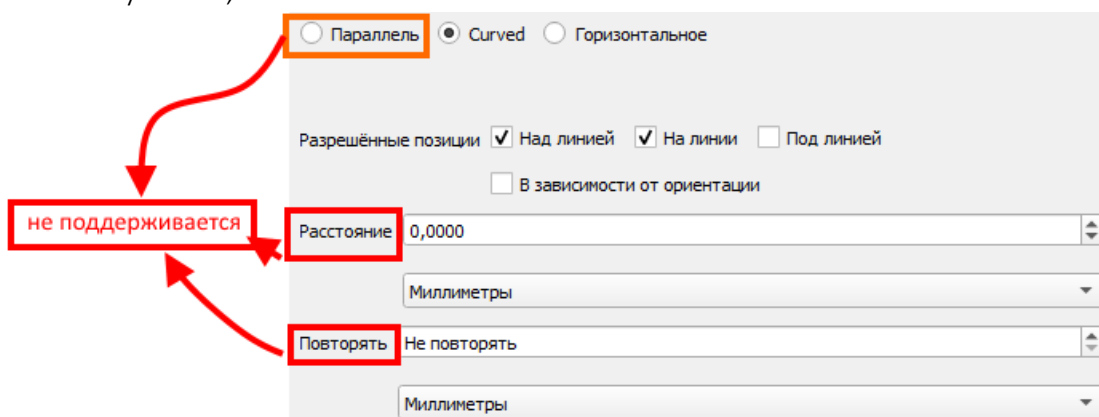 Параллель Curved Горизонтальное
Разрешённые позиции Над линией На линии Под линией
В зависимости от ориентации
не поддерживается
Расстояние 0,0000
Миллиметры
Повторять Не повторять
Миллиметры